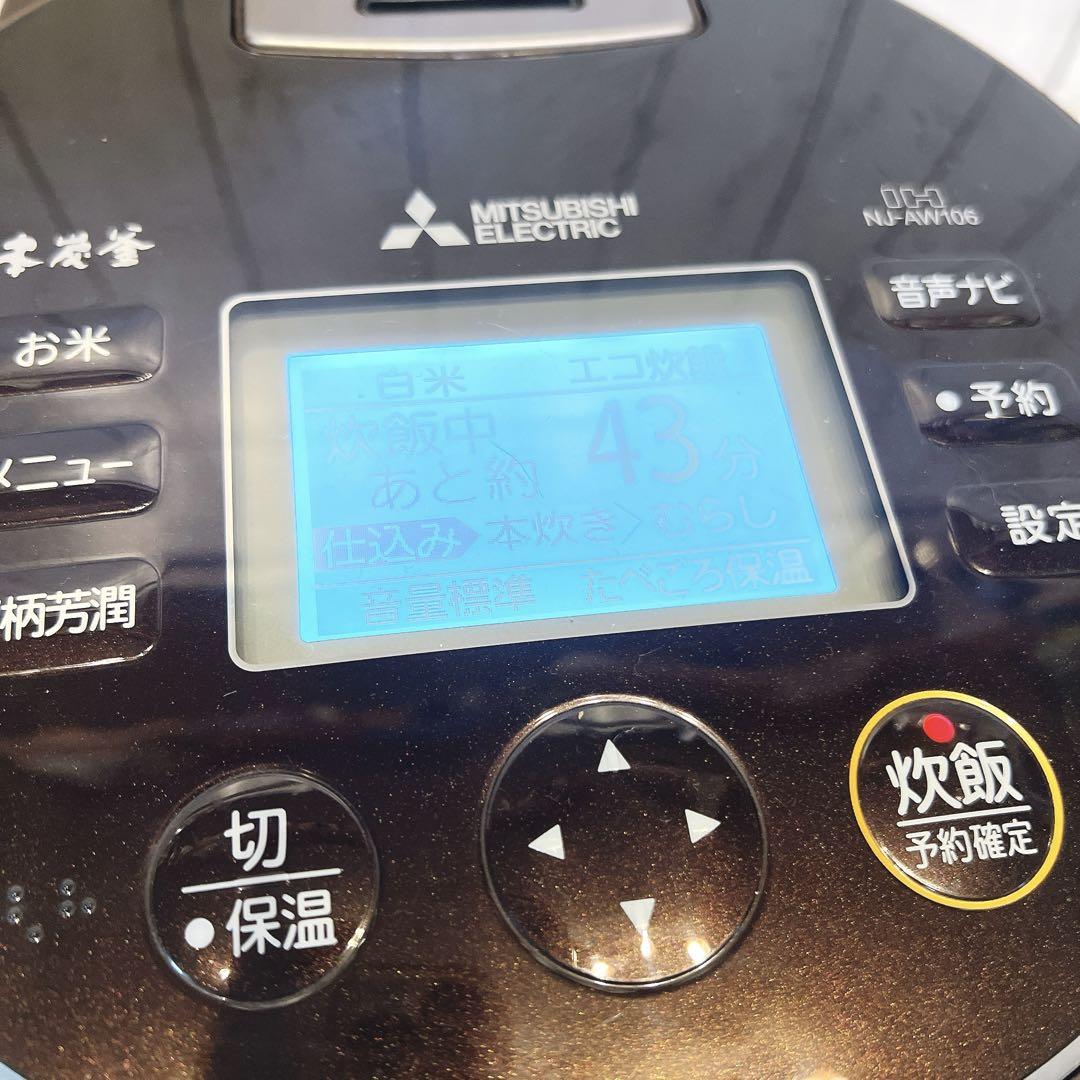 MITSUBISHI
ELECTRIC
IH
NJ-AW106
本炭釜
音声ナビ
お米
予約
メニュー
設定
銘柄芳潤
白米 エコ炊飯
炊飯中
あと約 43分
仕込み 本炊き>むらし
音量標準 たべごろ保温
切
保温
炊飯
予約確定